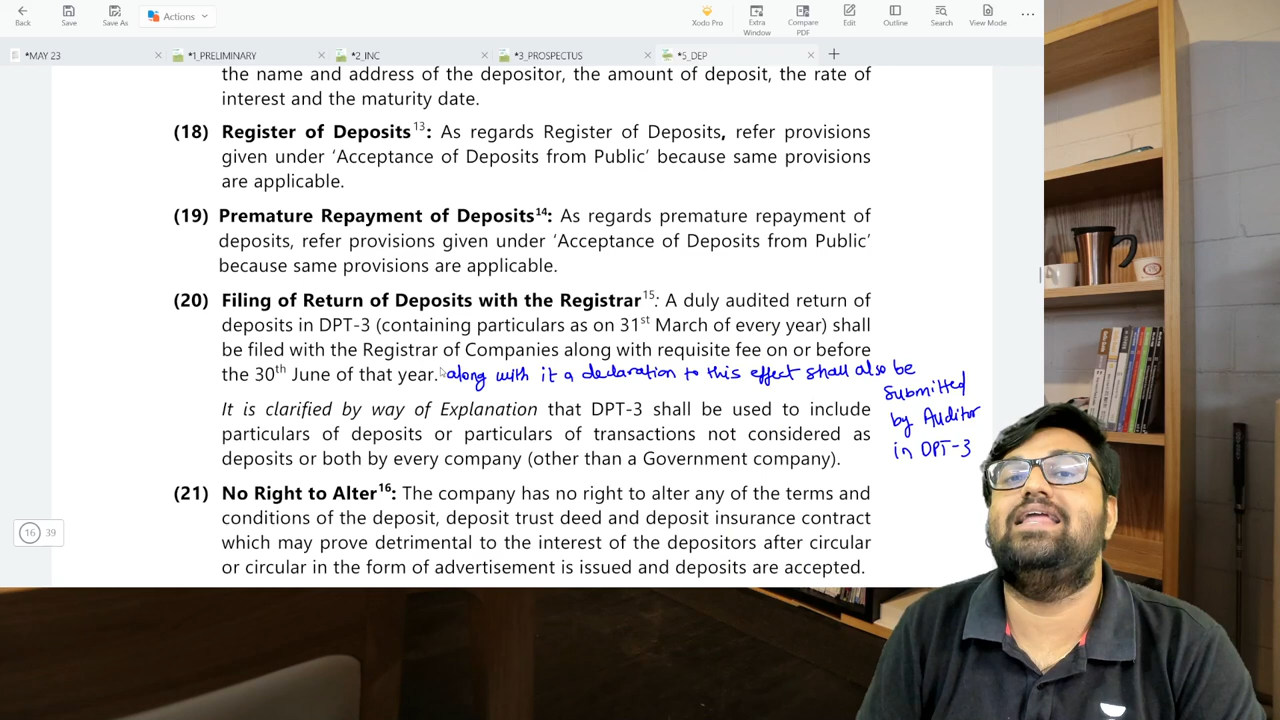 Back
Save
Save As
Actions
Xodo Pro
Extra
Window
Compare
PDF
Edit
Outline
Search
View Mode
*MAY 23
*1_PRELIMINARY
*2_INC
*3_PROSPECTUS
*5_DEP
the name and address of the depositor, the amount of deposit, the rate of
interest and the maturity date.
(18) Register of Deposits13: As regards Register of Deposits, refer provisions
given under ‘Acceptance of Deposits from Public’ because same provisions
are applicable.
(19) Premature Repayment of Deposits14: As regards premature repayment of
deposits, refer provisions given under ‘Acceptance of Deposits from Public’
because same provisions are applicable.
(20) Filing of Return of Deposits with the Registrar15: A duly audited return of
deposits in DPT-3 (containing particulars as on 31st March of every year) shall
be filed with the Registrar of Companies along with requisite fee on or before
the 30th June of that year. along with it a declaration to this effect shall also be
submitted
by Auditor
in DPT-3
It is clarified by way of Explanation that DPT-3 shall be used to include
particulars of deposits or particulars of transactions not considered as
deposits or both by every company (other than a Government company).
(21) No Right to Alter16: The company has no right to alter any of the terms and
conditions of the deposit, deposit trust deed and deposit insurance contract
which may prove detrimental to the interest of the depositors after circular
or circular in the form of advertisement is issued and deposits are accepted.
16 39